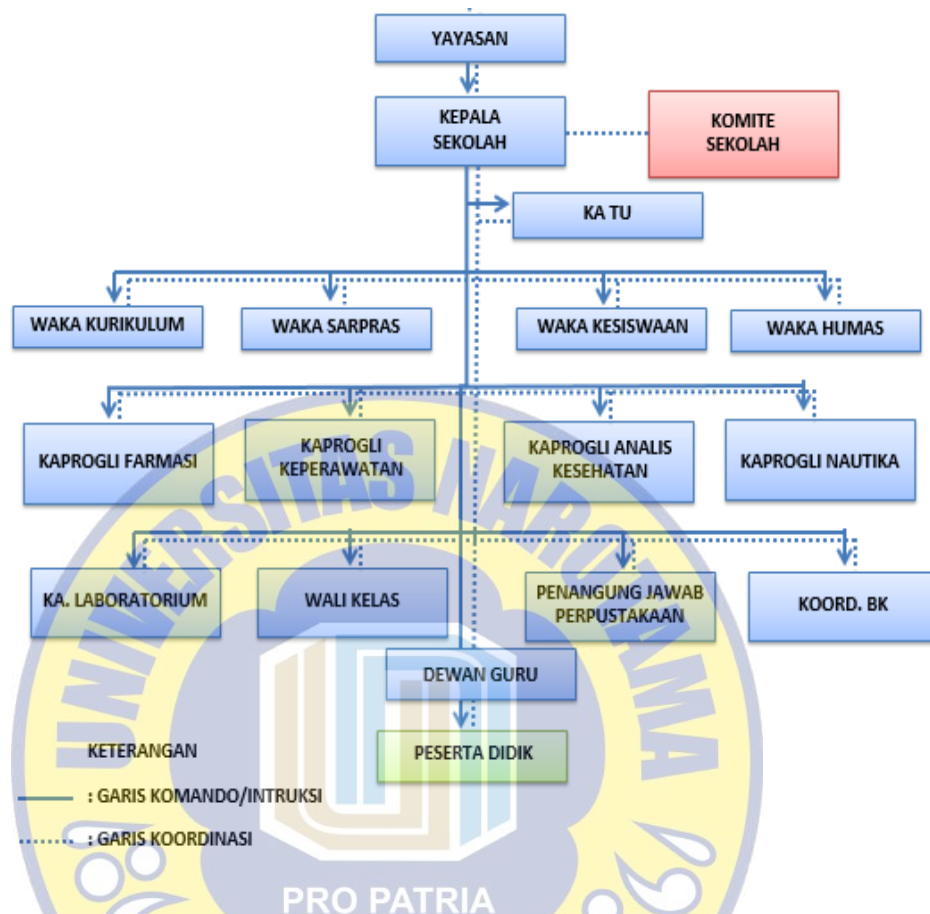 YAYASAN
KEPALA
SEKOLAH
KOMITE
SEKOLAH
KA TU
WAKA KURIKULUM
WAKA SARPRAS
WAKA KESISWAAN
WAKA HUMAS
KAPROGLI FARMASI
KAPROGLI
KEPERAWATAN
KAPROGLI ANALIS
KESEHATAN
KAPROGLI NAUTIKA
KA. LABORATORIUM
WALI KELAS
PENANGUNG JAWAB
PERPUSTAKAAN
KOORD. BK
DEWAN GURU
PESERTA DIDIK
KETERANGAN
: GARIS KOMANDO/INTRUKSI
: GARIS KOORDINASI
UNIVERSITAS NAROTAMA
PRO PATRIA